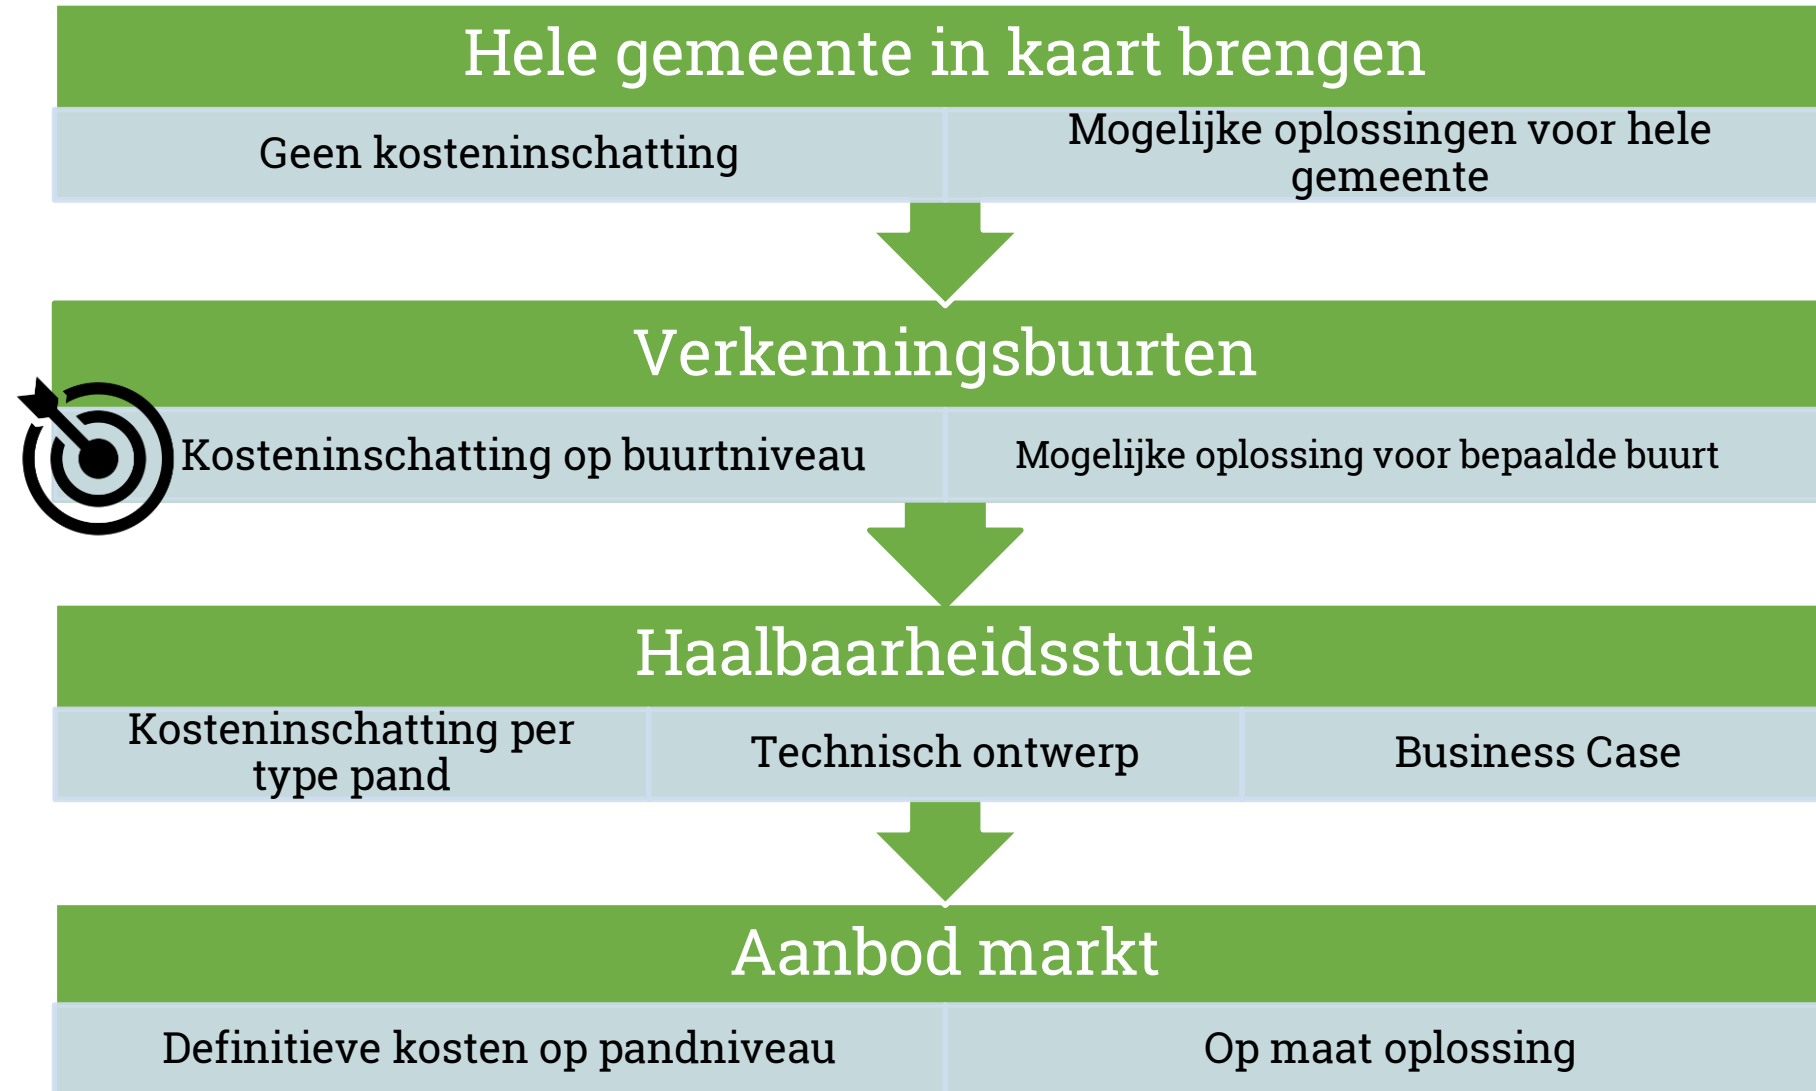 Hele gemeente in kaart brengen
Geen kosteninschatting
Mogelijke oplossingen voor hele
gemeente
Verkenningsbuurten
Kosteninschatting op buurtniveau
Mogelijke oplossing voor bepaalde buurt
Haalbaarheidsstudie
Kosteninschatting per
type pand
Technisch ontwerp
Business Case
Aanbod markt
Definitieve kosten op pandniveau
Op maat oplossing